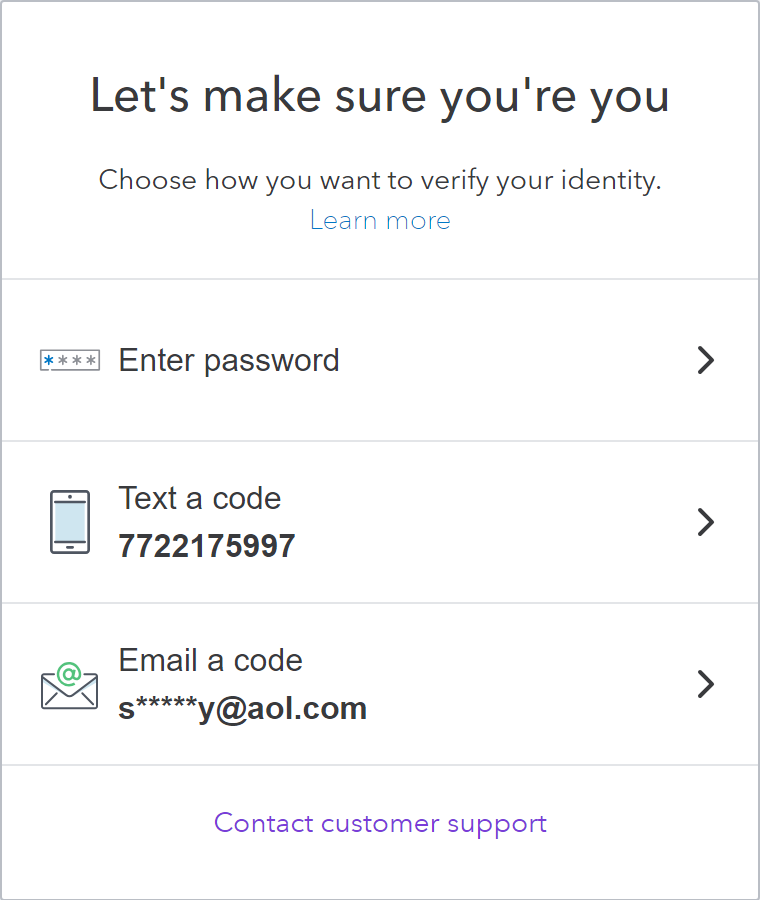 Let's make sure you're you
Choose how you want to verify your identity.
Learn more
****
Enter password
Text a code
7722175997
@
Email a code
s*****y@aol.com
Contact customer support